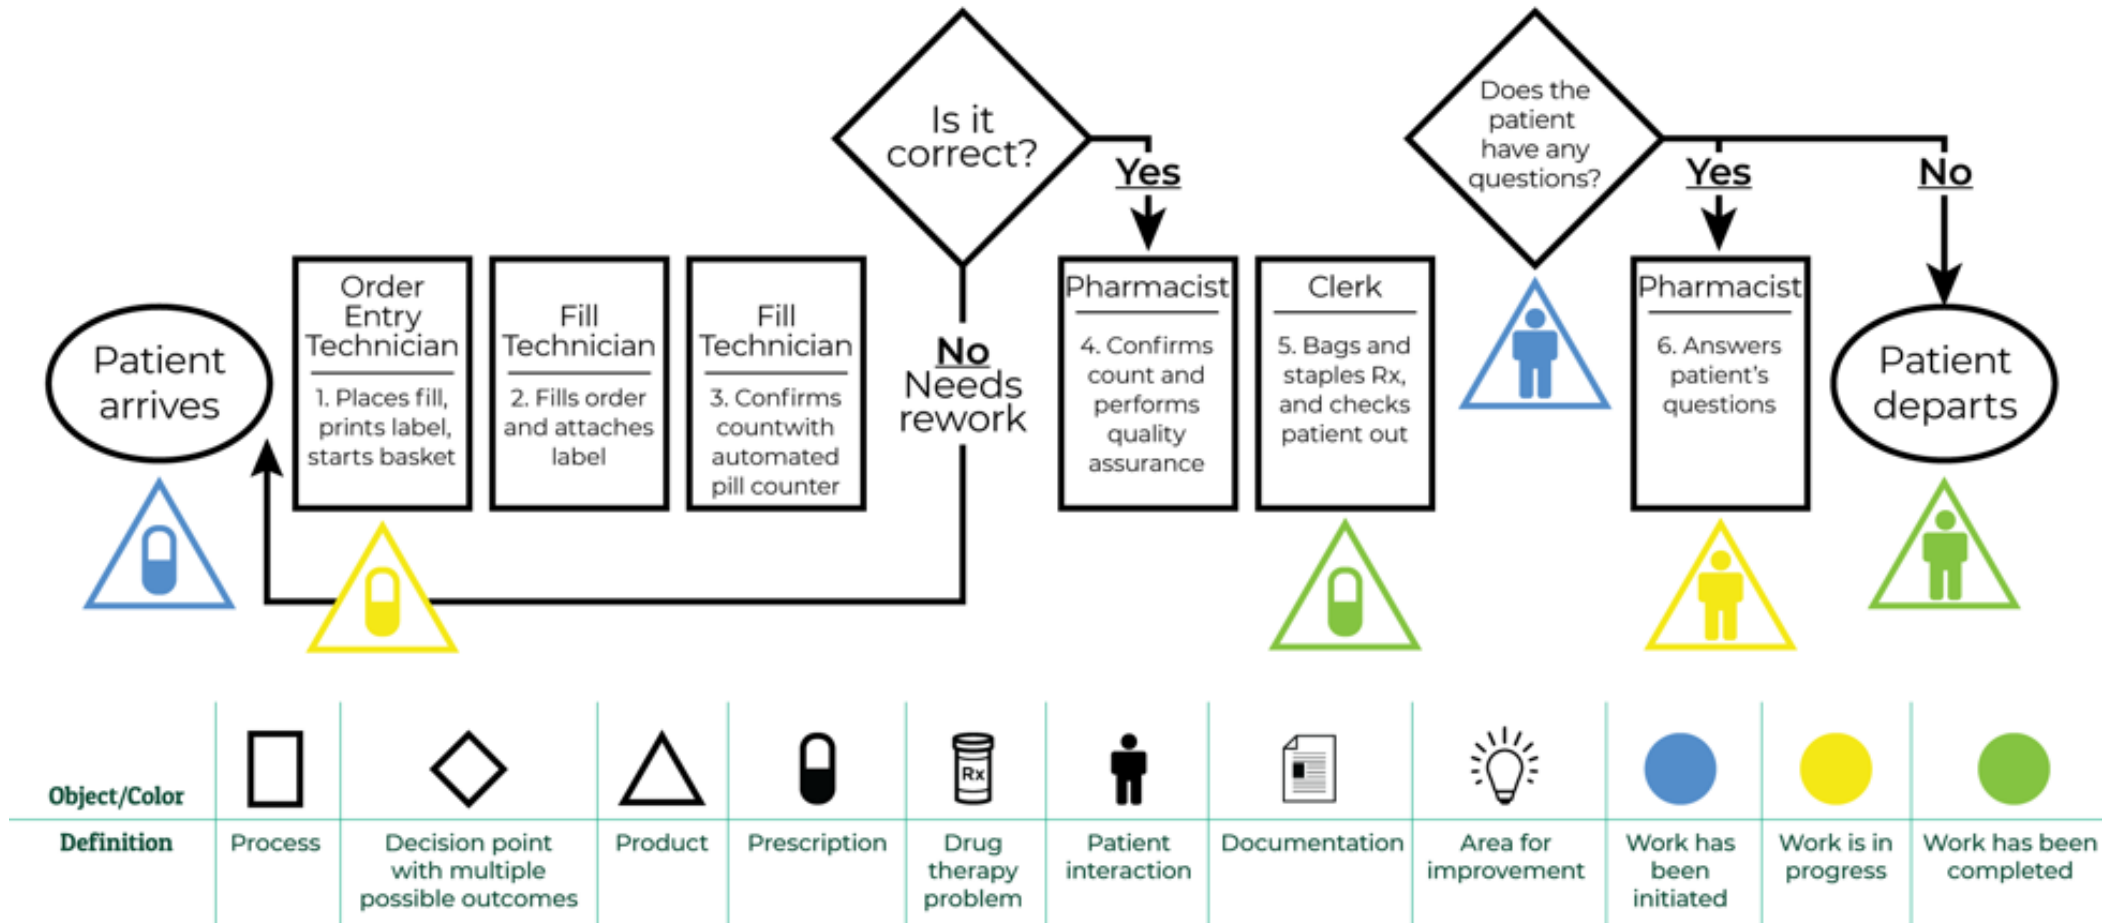 Patient
arrives
Order
Entry
Technician
1. Places fill,
prints label,
starts basket
Fill
Technician
2. Fills order
and attaches
label
Fill
Technician
3. Confirms
countwith
automated
pill counter
Is it
correct?
Yes
No
Needs
rework
Pharmacist
4. Confirms
count and
performs
quality
assurance
Clerk
5. Bags and
staples Rx,
and checks
patient out
Does the
patient
have any
questions?
Yes
No
Pharmacist
6. Answers
patient's
questions
Patient
departs
Object/Color
Rx
Definition
Process
Decision point
with multiple
possible outcomes
Product
Prescription
Drug
therapy
problem
Patient
interaction
Documentation
Area for
improvement
Work has
been
initiated
Work is in
progress
Work has been
completed